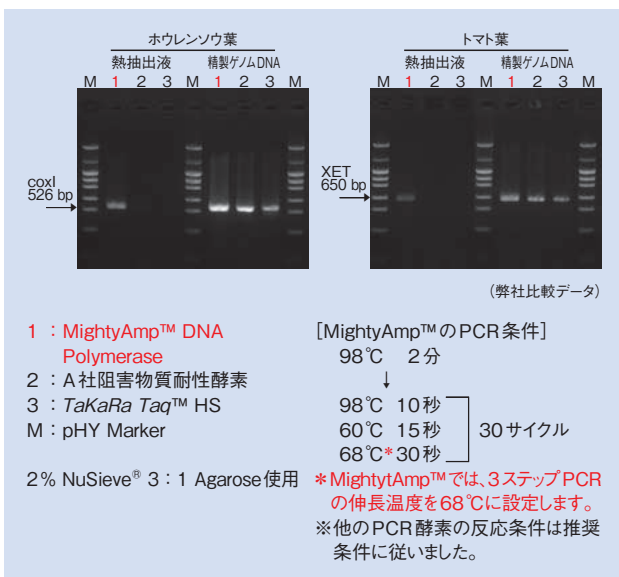 ホウレンソウ葉
熱抽出液 精製ゲノムDNA
M 1 2 3 M 1 2 3 M
coxI
526 bp
トマト葉
熱抽出液 精製ゲノムDNA
M 1 2 3 M 1 2 3 M
XET
650 bp
(弊社比較データ)
1 : MightyAmp™ DNA
Polymerase
2 : A社阻害物質耐性酵素
3 : TaKaRa Taq™ HS
M : pHY Marker
2% NuSieve® 3:1 Agarose使用
[MightyAmp™のPCR条件]
98℃ 2分
↓
98℃ 10秒
60℃ 15秒
68℃*30秒
30サイクル
*MightytAmp™では、3ステップPCR
の伸長温度を68℃に設定します。
※他のPCR酵素の反応条件は推奨
条件に従いました。